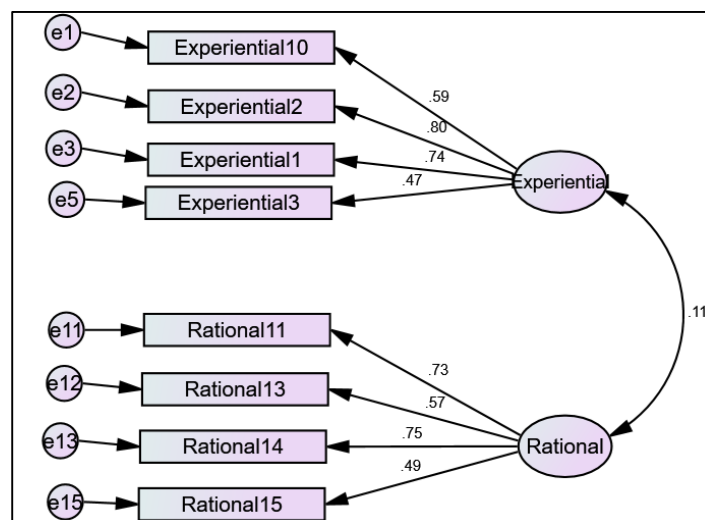 e1
Experiential10
.59
e2
Experiential2
.80
e3
Experiential1
.74
Experiential
e5
Experiential3
.47
.11
e11
Rational11
.73
e12
Rational13
.57
e13
Rational14
.75
Rational
e15
Rational15
.49